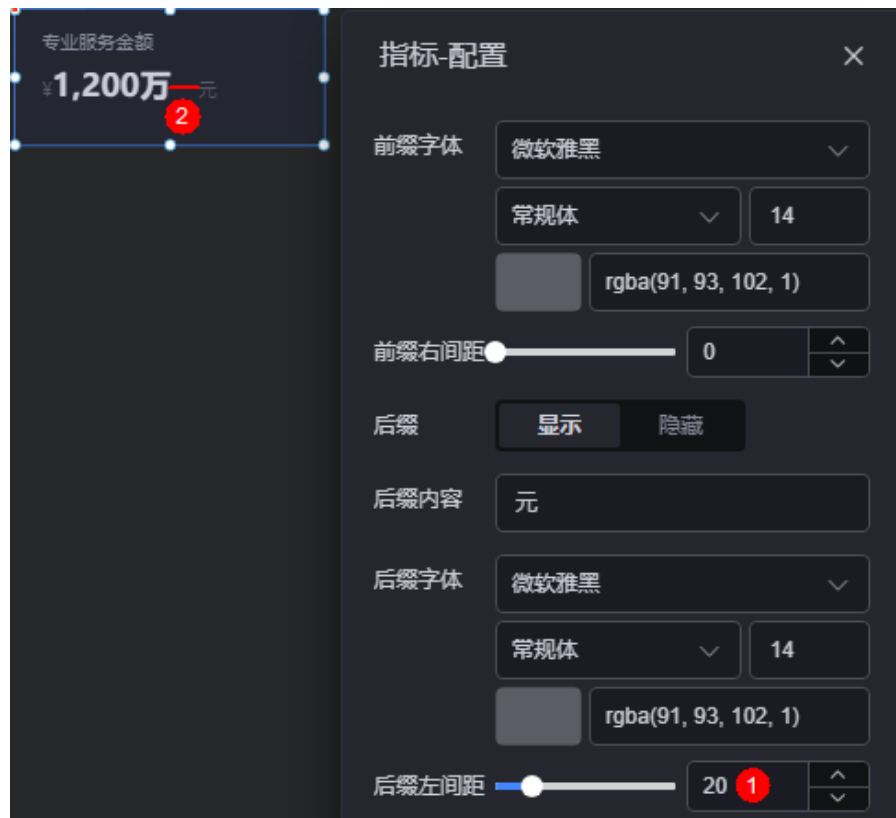 专业服务金额
¥1,200万 元
2
指标-配置
前缀字体
微软雅黑
常规体
14
rgba(91, 93, 102, 1)
前缀右间距
0
后缀
显示
隐藏
后缀内容
元
后缀字体
微软雅黑
常规体
14
rgba(91, 93, 102, 1)
后缀左间距
20
1